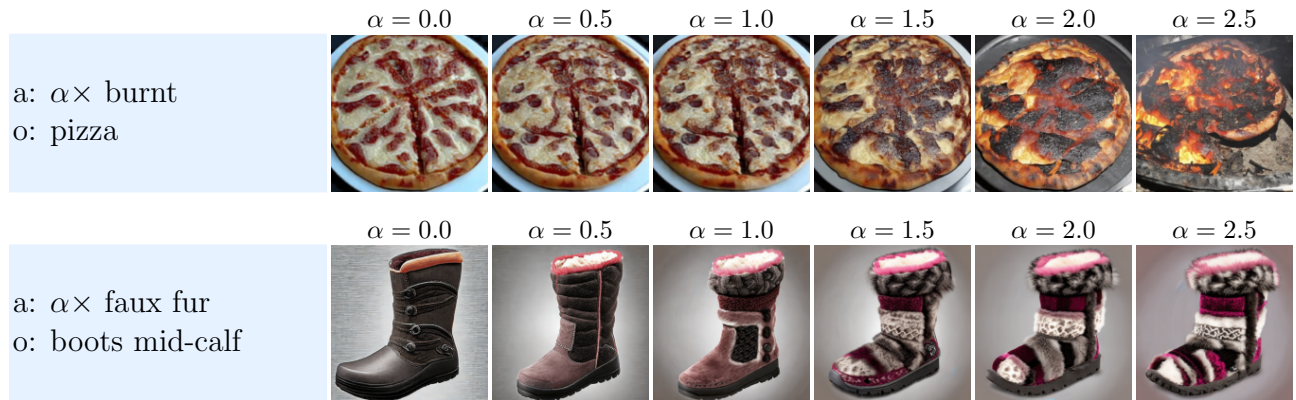 α = 0.0 α = 0.5 α = 1.0 α = 1.5 α = 2.0 α = 2.5
a: α× burnt
o: pizza
α = 0.0 α = 0.5 α = 1.0 α = 1.5 α = 2.0 α = 2.5
a: α× faux fur
o: boots mid-calf